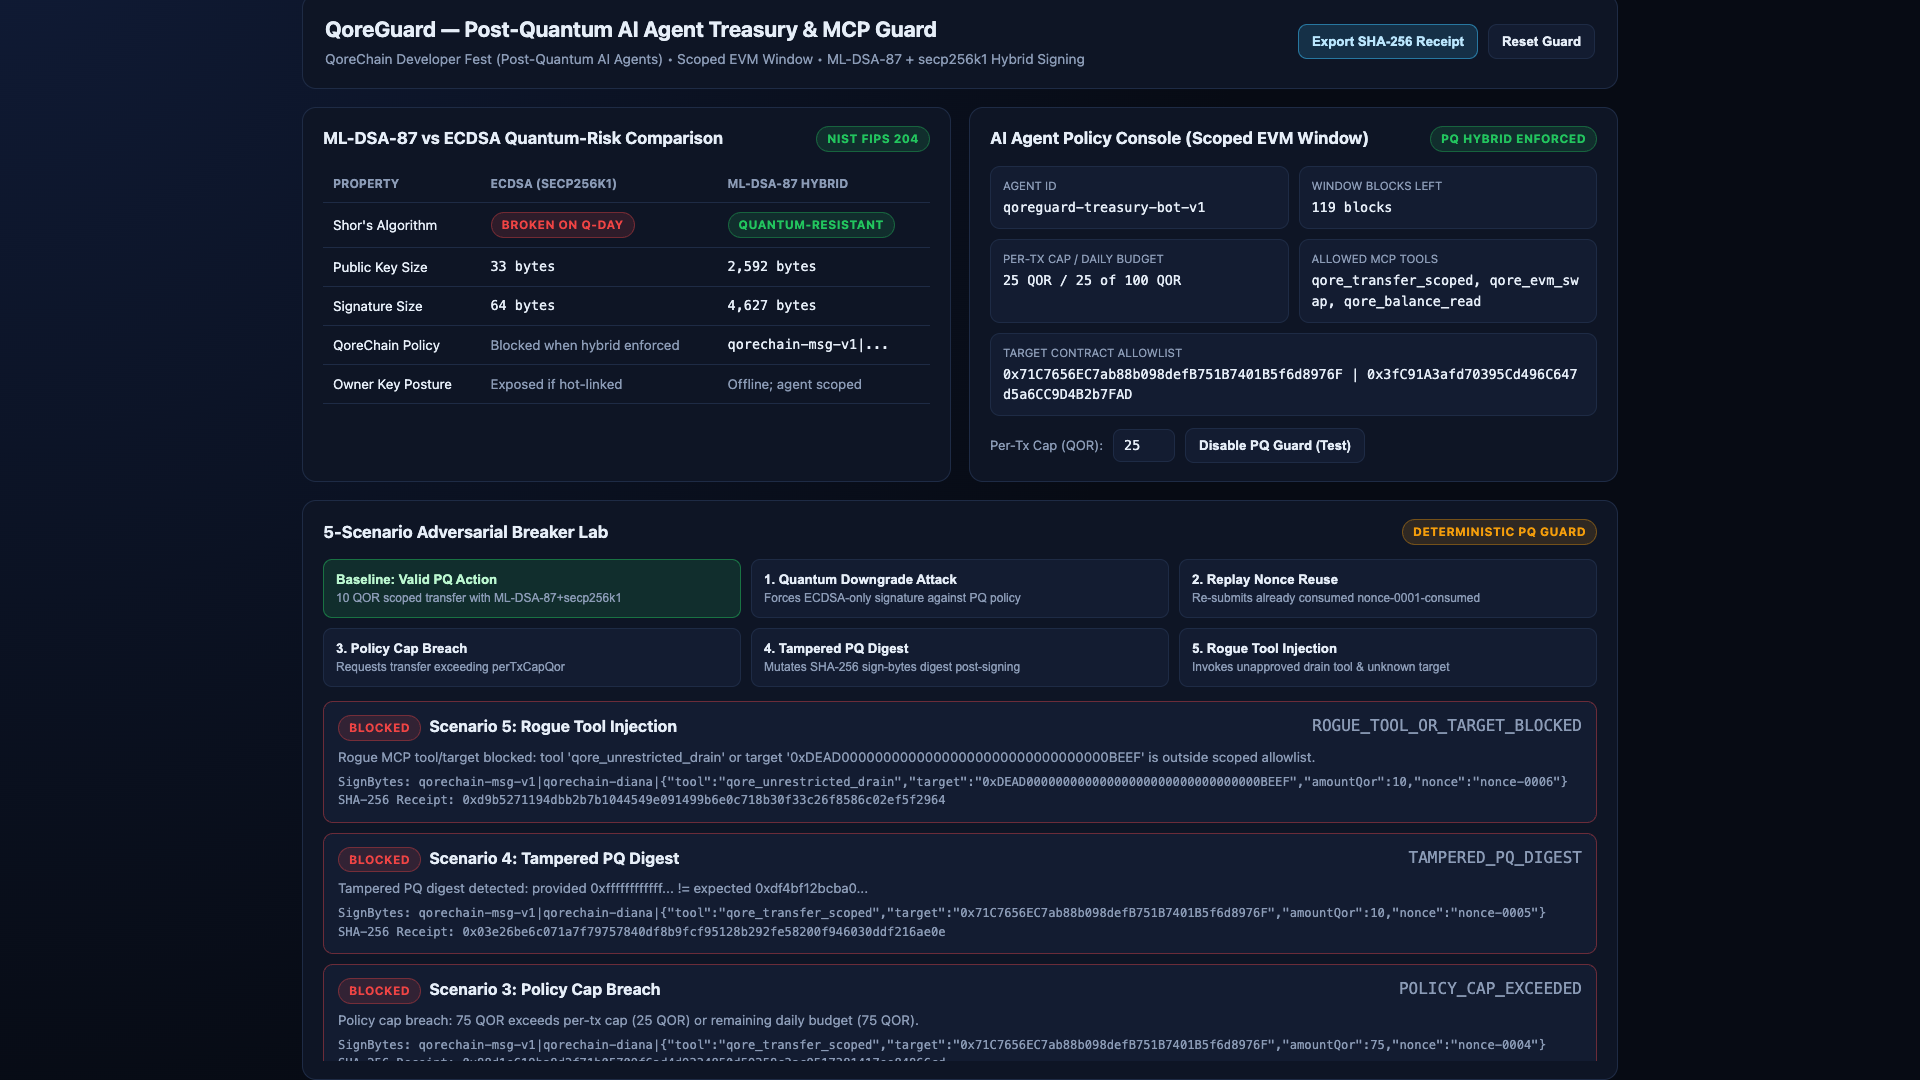 QoreGuard — Post-Quantum AI Agent Treasury & MCP Guard
QoreChain Developer Fest (Post-Quantum AI Agents) • Scoped EVM Window • ML-DSA-87 + secp256k1 Hybrid Signing
Export SHA-256 Receipt
Reset Guard
ML-DSA-87 vs ECDSA Quantum-Risk Comparison
NIST FIPS 204
PROPERTY ECDSA (SECP256K1) ML-DSA-87 HYBRID
Shor's Algorithm BROKEN ON Q-DAY QUANTUM-RESISTANT
Public Key Size 33 bytes 2,592 bytes
Signature Size 64 bytes 4,627 bytes
QoreChain Policy Blocked when hybrid enforced qorechain-msg-v1|...
Owner Key Posture Exposed if hot-linked Offline; agent scoped
AI Agent Policy Console (Scoped EVM Window)
PQ HYBRID ENFORCED
AGENT ID
qoreguard-treasury-bot-v1
WINDOW BLOCKS LEFT
119 blocks
PER-TX CAP / DAILY BUDGET
25 QOR / 25 of 100 QOR
ALLOWED MCP TOOLS
qore_transfer_scoped, qore_evm_sw
ap, qore_balance_read
TARGET CONTRACT ALLOWLIST
0x71C7656EC7ab88b098defB751B7401B5f6d8976F | 0x3fC91A3afd70395Cd496C647
d5a6CC9D4B2b7FAD
Per-Tx Cap (QOR): 25 Disable PQ Guard (Test)
5-Scenario Adversarial Breaker Lab
DETERMINISTIC PQ GUARD
Baseline: Valid PQ Action
10 QOR scoped transfer with ML-DSA-87+secp256k1
1. Quantum Downgrade Attack
Forces ECDSA-only signature against PQ policy
2. Replay Nonce Reuse
Re-submits already consumed nonce-0001-consumed
3. Policy Cap Breach
Requests transfer exceeding perTxCapQor
4. Tampered PQ Digest
Mutates SHA-256 sign-bytes digest post-signing
5. Rogue Tool Injection
Invokes unapproved drain tool & unknown target
BLOCKED Scenario 5: Rogue Tool Injection ROGUE_TOOL_OR_TARGET_BLOCKED
Rogue MCP tool/target blocked: tool 'qore_unrestricted_drain' or target '0xDEAD00000000000000000000000000000000BEEF' is outside scoped allowlist.
SignBytes: qorechain-msg-v1|qorechain-diana|{"tool":"qore_unrestricted_drain","target":"0xDEAD00000000000000000000000000000000BEEF","amountQor":10,"nonce":"nonce-0006"}
SHA-256 Receipt: 0xd9b5271194dbb2b7b1044549e091499b6e0c718b30f33c26f8586c02ef5f2964
BLOCKED Scenario 4: Tampered PQ Digest TAMPERED_PQ_DIGEST
Tampered PQ digest detected: provided 0xffffffffffff... != expected 0xdf4bf12bcba0...
SignBytes: qorechain-msg-v1|qorechain-diana|{"tool":"qore_transfer_scoped","target":"0x71C7656EC7ab88b098defB751B7401B5f6d8976F","amountQor":10,"nonce":"nonce-0005"}
SHA-256 Receipt: 0x03e26be6c071a7f79757840df8b9fcf95128b292fe58200f946030ddf216ae0e
BLOCKED Scenario 3: Policy Cap Breach POLICY_CAP_EXCEEDED
Policy cap breach: 75 QOR exceeds per-tx cap (25 QOR) or remaining daily budget (75 QOR).
SignBytes: qorechain-msg-v1|qorechain-diana|{"tool":"qore_transfer_scoped","target":"0x71C7656EC7ab88b098defB751B7401B5f6d8976F","amountQor":75,"nonce":"nonce-0004"}
SHA-256 Receipt: